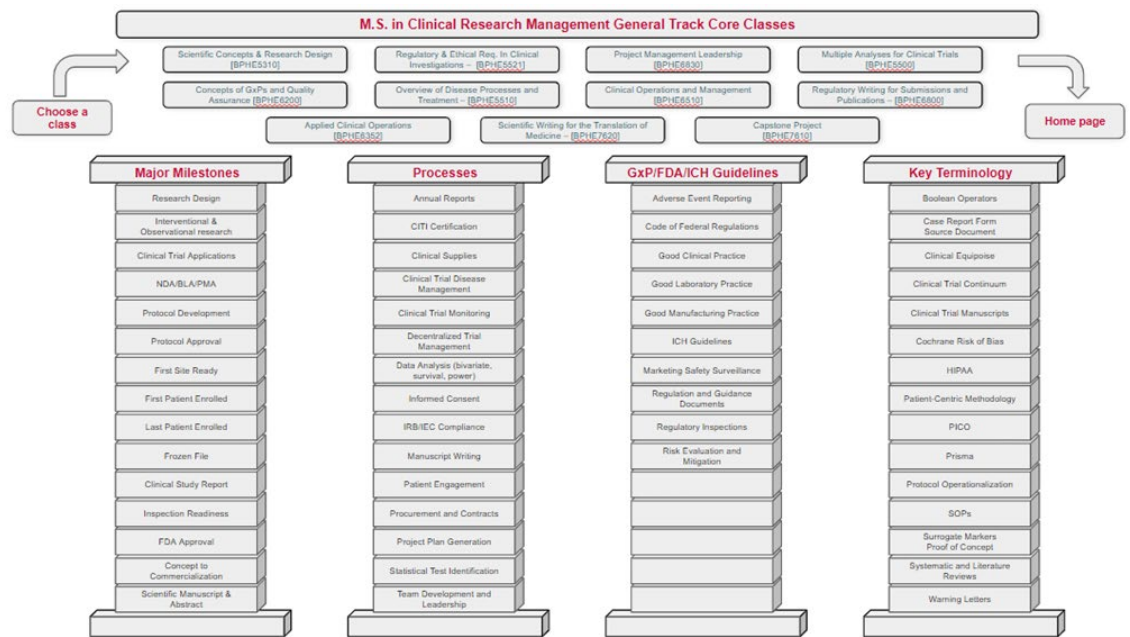 M.S. in Clinical Research Management General Track Core Classes
Scientific Concepts & Research Design
[BPHE5310]
Regulatory & Ethical Req. In Clinical
Investigations – [BPHE5521]
Project Management Leadership
[BPHE6830]
Multiple Analyses for Clinical Trials
[BPHE5500]
Choose a
class
Concepts of GxPs and Quality
Assurance [BPHE6200]
Overview of Disease Processes and
Treatment – [BPHE5510]
Clinical Operations and Management
[BPHE6510]
Regulatory Writing for Submissions and
Publications – [BPHE6800]
Home page
Applied Clinical Operations
[BPHE6352]
Scientific Writing for the Translation of
Medicine – [BPHE7620]
Capstone Project
[BPHE7610]
Major Milestones
Research Design
Interventional &
Observational research
Clinical Trial Applications
NDA/BLA/PMA
Protocol Development
Protocol Approval
First Site Ready
First Patient Enrolled
Last Patient Enrolled
Frozen File
Clinical Study Report
Inspection Readiness
FDA Approval
Concept to
Commercialization
Scientific Manuscript &
Abstract
Processes
Annual Reports
CITI Certification
Clinical Supplies
Clinical Trial Disease
Management
Clinical Trial Monitoring
Decentralized Trial
Management
Data Analysis (bivariate,
survival, power)
Informed Consent
IRB/IEC Compliance
Manuscript Writing
Patient Engagement
Procurement and Contracts
Project Plan Generation
Statistical Test Identification
Team Development and
Leadership
GxP/FDA/ICH Guidelines
Adverse Event Reporting
Code of Federal Regulations
Good Clinical Practice
Good Laboratory Practice
Good Manufacturing Practice
ICH Guidelines
Marketing Safety Surveillance
Regulation and Guidance
Documents
Regulatory Inspections
Risk Evaluation and
Mitigation
Key Terminology
Boolean Operators
Case Report Form
Source Document
Clinical Equipoise
Clinical Trial Continuum
Clinical Trial Manuscripts
Cochrane Risk of Bias
HIPAA
Patient-Centric Methodology
PICO
Prisma
Protocol Operationalization
SOPs
Surrogate Markers
Proof of Concept
Systematic and Literature
Reviews
Warning Letters